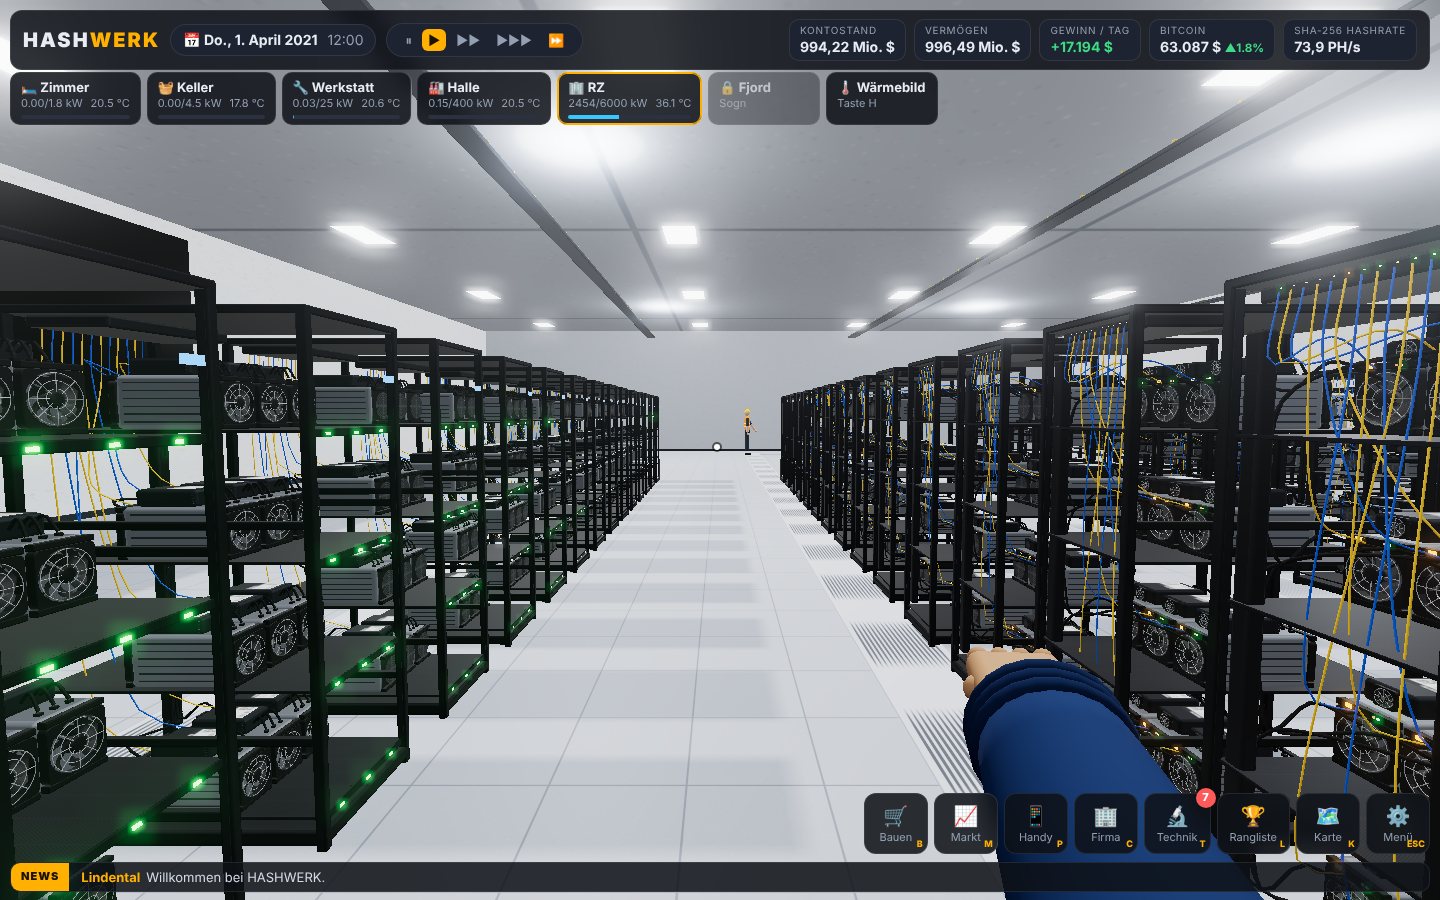 HASHWERK
Do., 1. April 2021 12:00
KONTOSTAND
994,22 Mio. $
VERMÖGEN
996,49 Mio. $
GEWINN / TAG
+17.194 $
BITCOIN
63.087 $ ▲1.8%
SHA-256 HASHRATE
73,9 PH/s
Zimmer
0.00/1.8 kW 20.5 °C
Keller
0.00/4.5 kW 17.8 °C
Werkstatt
0.03/25 kW 20.6 °C
Halle
0.15/400 kW 20.5 °C
RZ
2454/6000 kW 36.1 °C
Fjord
Sogn
Wärmebild
Taste H
Bauen B
Markt M
Handy P
Firma C
7
Technik T
Rangliste L
Karte K
Menü ESC
NEWS Lindental Willkommen bei HASHWERK.